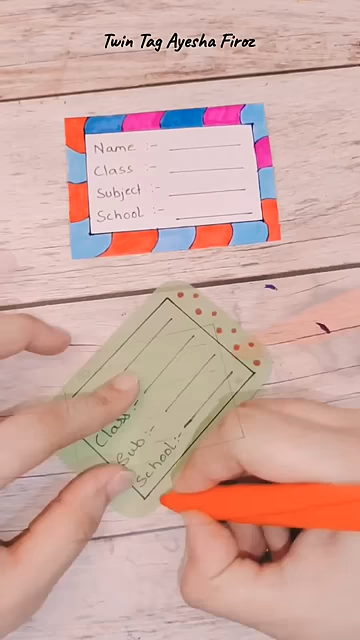 Twin Tag Ayesha Firoz
Name :-
Class :-
Subject :-
School :-
Class:-
Sub :-
School:-